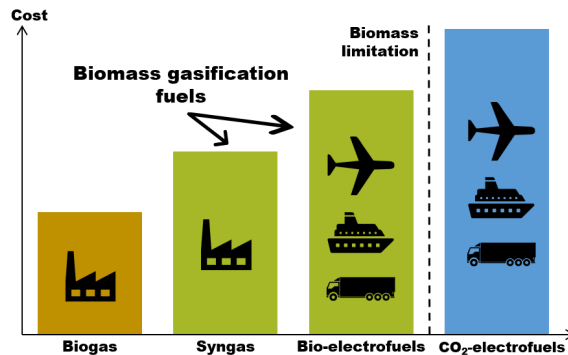 Cost
Biomass
limitation
Biomass gasification
fuels
Biogas
Syngas
Bio-electrofuels
CO₂-electrofuels